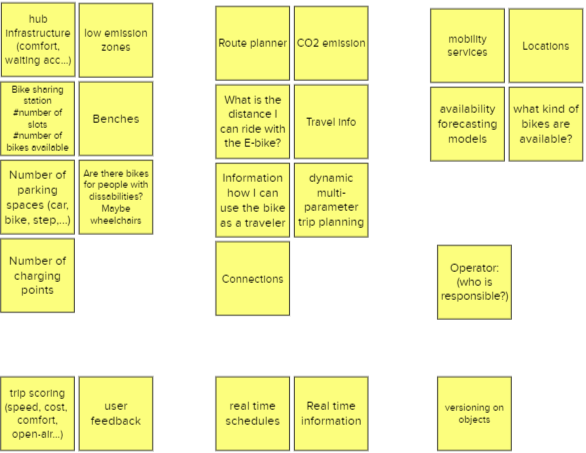 hub
infrastructure
(comfort,
waiting acc...)
low emission
zones
Bike sharing
station
#number of
slots
#number of
bikes available
Benches
Number of
parking
spaces (car,
bike, step,...)
Are there bikes
for people with
dissabilities?
Maybe
wheelchairs
Number of
charging
points
Route planner
CO2 emission
What is the
distance I
can ride with
the E-bike?
Travel info
Information
how I can
use the bike
as a traveler
dynamic
multi-
parameter
trip planning
Connections
mobility
services
Locations
availability
forecasting
models
what kind of
bikes are
available?
Operator:
(who is
responsible?)
trip scoring
(speed, cost,
comfort,
open-air...)
user
feedback
real time
schedules
Real time
information
versioning on
objects